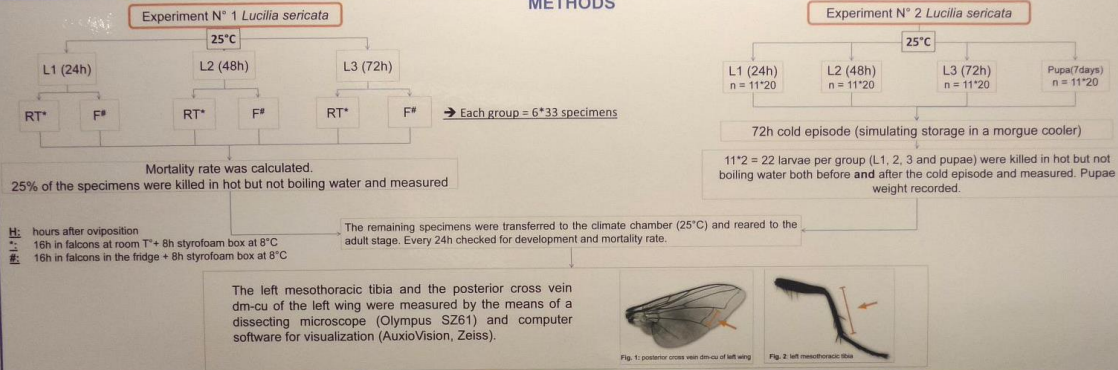 METHODS
Experiment N° 1 Lucilia sericata
25°C
L1 (24h)
L2 (48h)
L3 (72h)
RT*
F#
RT*
F#
RT*
F#
→ Each group = 6*33 specimens
Mortality rate was calculated.
25% of the specimens were killed in hot but not boiling water and measured
Experiment N° 2 Lucilia sericata
25°C
L1 (24h)
n = 11*20
L2 (48h)
n = 11*20
L3 (72h)
n = 11*20
Pupa(7days)
n = 11*20
72h cold episode (simulating storage in a morgue cooler)
11*2 = 22 larvae per group (L1, 2, 3 and pupae) were killed in hot but not
boiling water both before and after the cold episode and measured. Pupae
weight recorded.
H: hours after oviposition
*: 16h in falcons at room T°+ 8h styrofoam box at 8°C
#: 16h in falcons in the fridge + 8h styrofoam box at 8°C
The remaining specimens were transferred to the climate chamber (25°C) and reared to the
adult stage. Every 24h checked for development and mortality rate.
The left mesothoracic tibia and the posterior cross vein
dm-cu of the left wing were measured by the means of a
dissecting microscope (Olympus SZ61) and computer
software for visualization (AuxioVision, Zeiss).
Fig. 1: posterior cross vein dm-cu of left wing
Fig. 2: left mesothoracic tibia